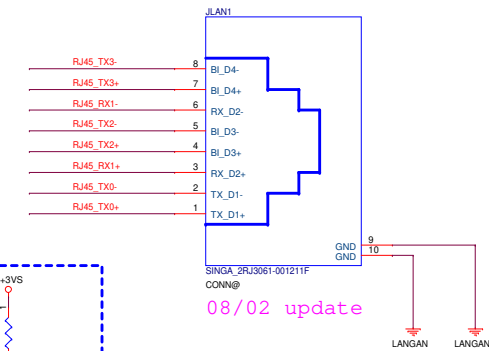 JLAN1
RJ45_TX3- 8 BI_D4-
RJ45_TX3+ 7 BI_D4+
RJ45_RX1- 6 RX_D2-
RJ45_TX2- 5 BI_D3-
RJ45_TX2+ 4 BI_D3+
RJ45_RX1+ 3 RX_D2+
RJ45_TX0- 2 TX_D1-
RJ45_TX0+ 1 TX_D1+
GND 9
GND 10
SINGA_2RJ3061-001211F
CONN@
08/02 update
+3VS
LANGAN LANGAN